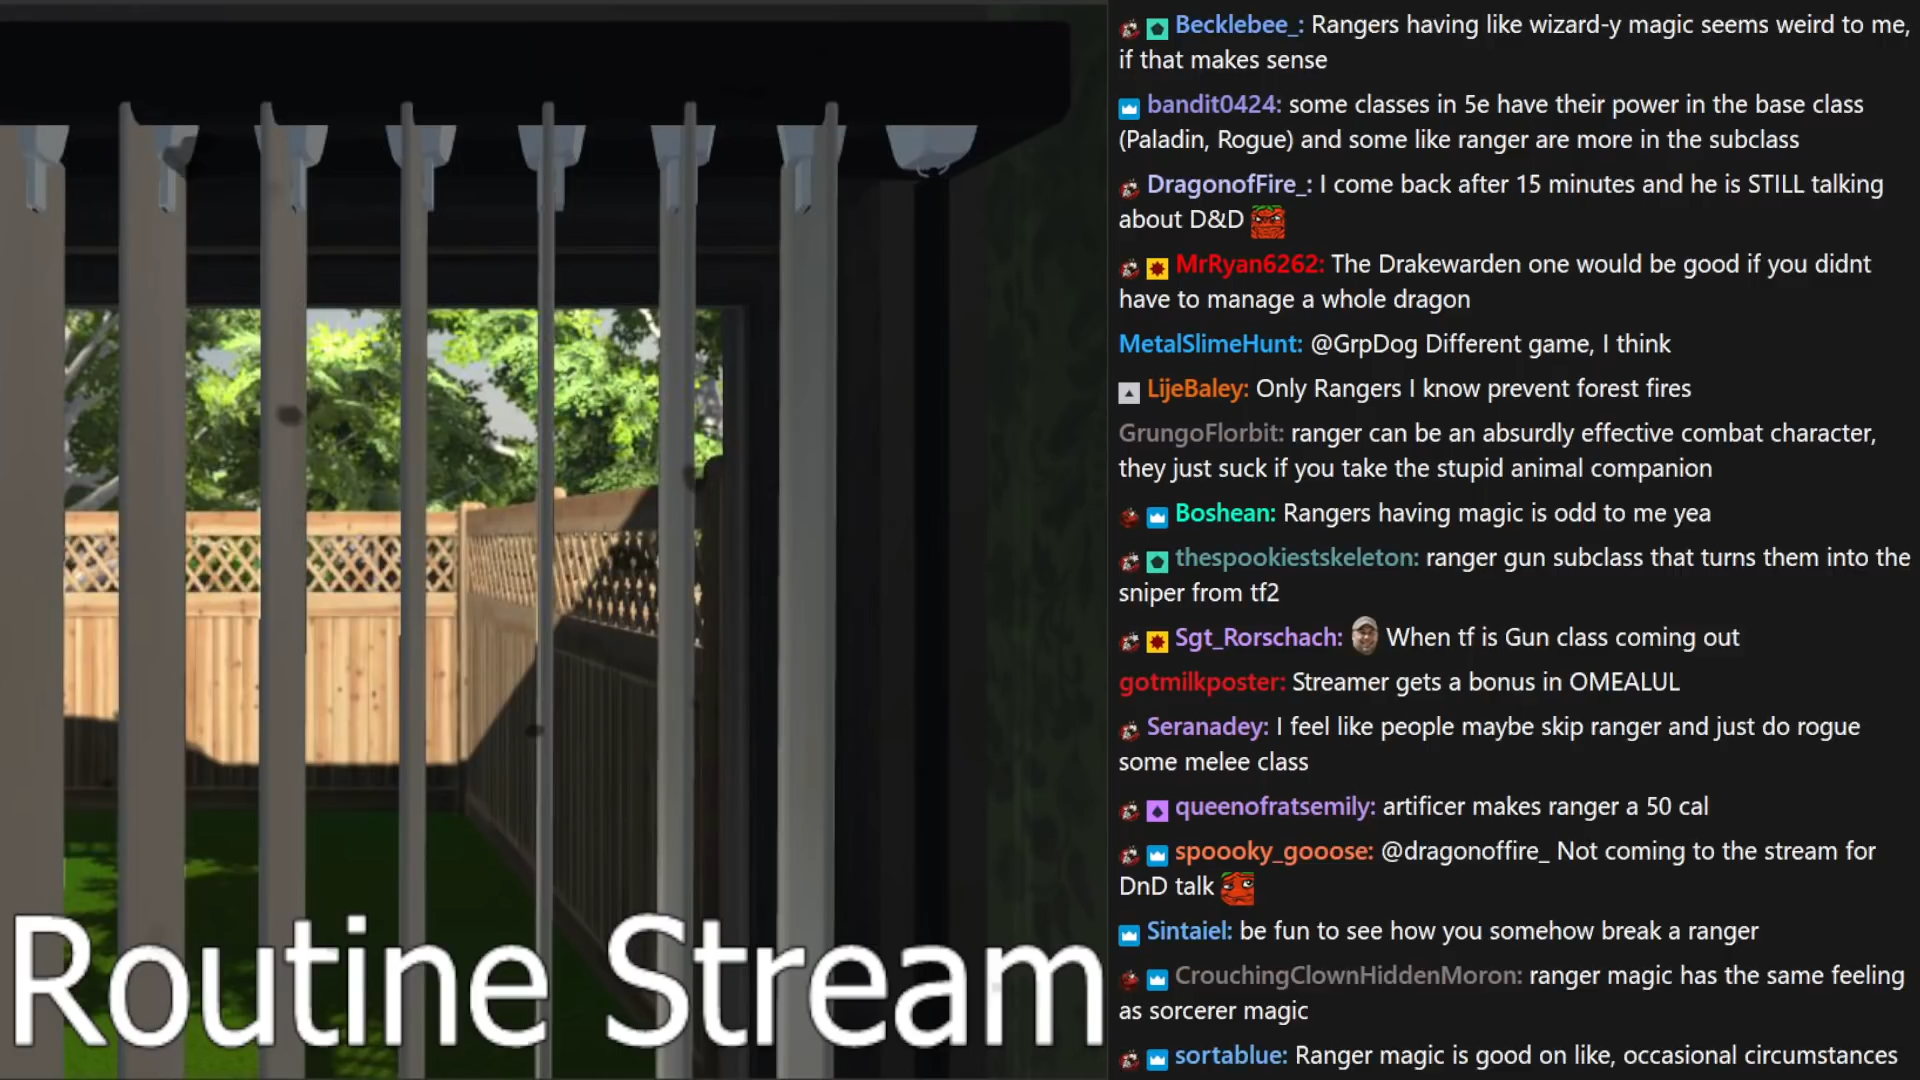 Becklebee_: Rangers having like wizard-y magic seems weird to me,
if that makes sense
bandit0424: some classes in 5e have their power in the base class
(Paladin, Rogue) and some like ranger are more in the subclass
DragonofFire_: I come back after 15 minutes and he is STILL talking
about D&D
MrRyan6262: The Drakewarden one would be good if you didnt
have to manage a whole dragon
MetalSlimeHunt: @GrpDog Different game, I think
LijeBaley: Only Rangers I know prevent forest fires
GrungoFlorbit: ranger can be an absurdly effective combat character,
they just suck if you take the stupid animal companion
Boshean: Rangers having magic is odd to me yea
thespookiestskeleton: ranger gun subclass that turns them into the
sniper from tf2
Sgt_Rorschach: When tf is Gun class coming out
gotmilkposter: Streamer gets a bonus in OMEALUL
Seranadey: I feel like people maybe skip ranger and just do rogue
some melee class
queenofratsemily: artificer makes ranger a 50 cal
spoooky_gooose: @dragonoffire_ Not coming to the stream for
DnD talk
Sintaiel: be fun to see how you somehow break a ranger
CrouchingClownHiddenMoron: ranger magic has the same feeling
as sorcerer magic
sortablue: Ranger magic is good on like, occasional circumstances
Routine Stream